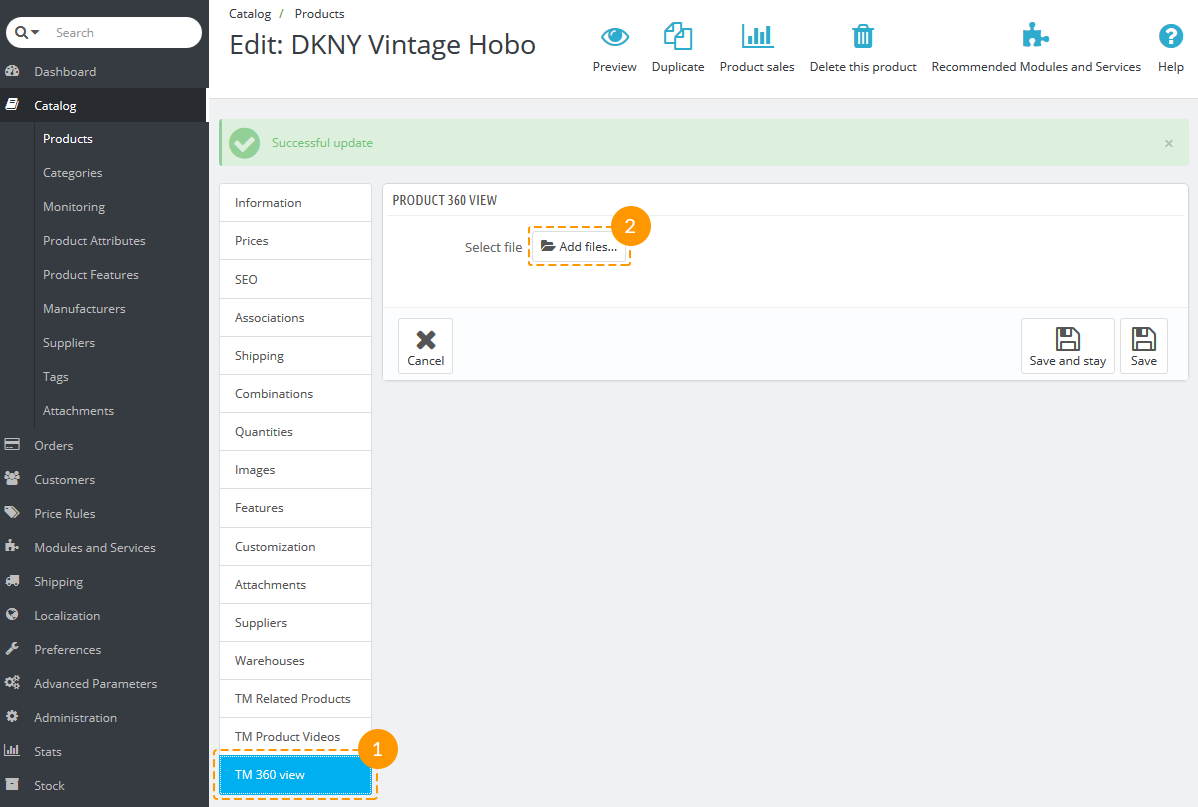 Search
Dashboard
Catalog
Products
Categories
Monitoring
Product Attributes
Product Features
Manufacturers
Suppliers
Tags
Attachments
Orders
Customers
Price Rules
Modules and Services
Shipping
Localization
Preferences
Advanced Parameters
Administration
Stats
Stock
Catalog / Products
Edit: DKNY Vintage Hobo
Preview
Duplicate
Product sales
Delete this product
Recommended Modules and Services
Help
Successful update ×
Information
Prices
SEO
Associations
Shipping
Combinations
Quantities
Images
Features
Customization
Attachments
Suppliers
Warehouses
TM Related Products
TM Product Videos
1
TM 360 view
PRODUCT 360 VIEW
2
Select file Add files...
Cancel
Save and stay
Save